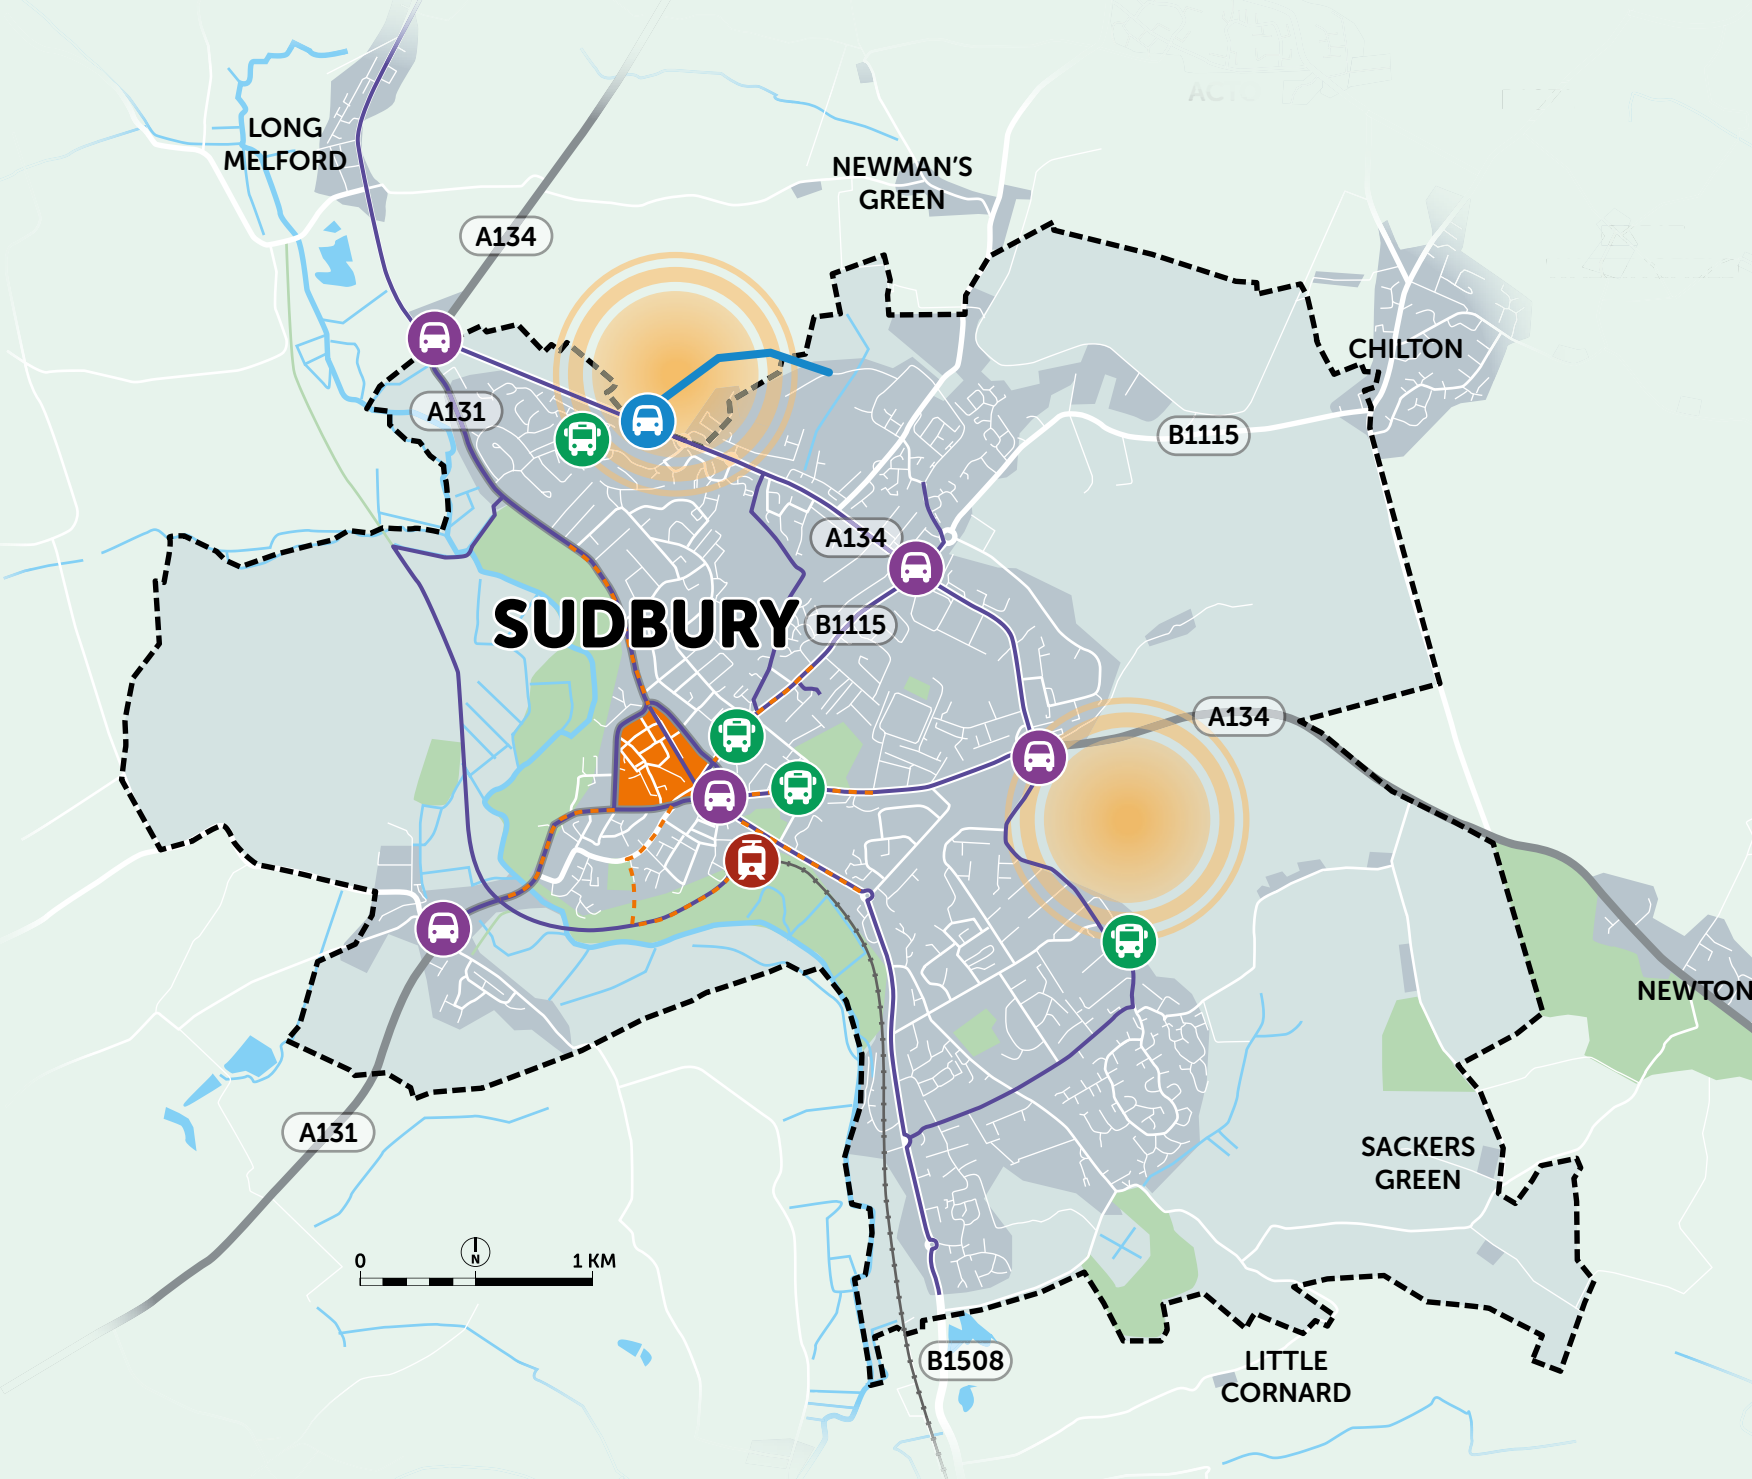 LONG
MELFORD
NEWMAN'S
GREEN
A134
CHILTON
A131
B1115
A134
SUDBURY
B1115
A134
NEWTON
A131
SACKERS
GREEN
0
N
1 KM
B1508
LITTLE
CORNARD